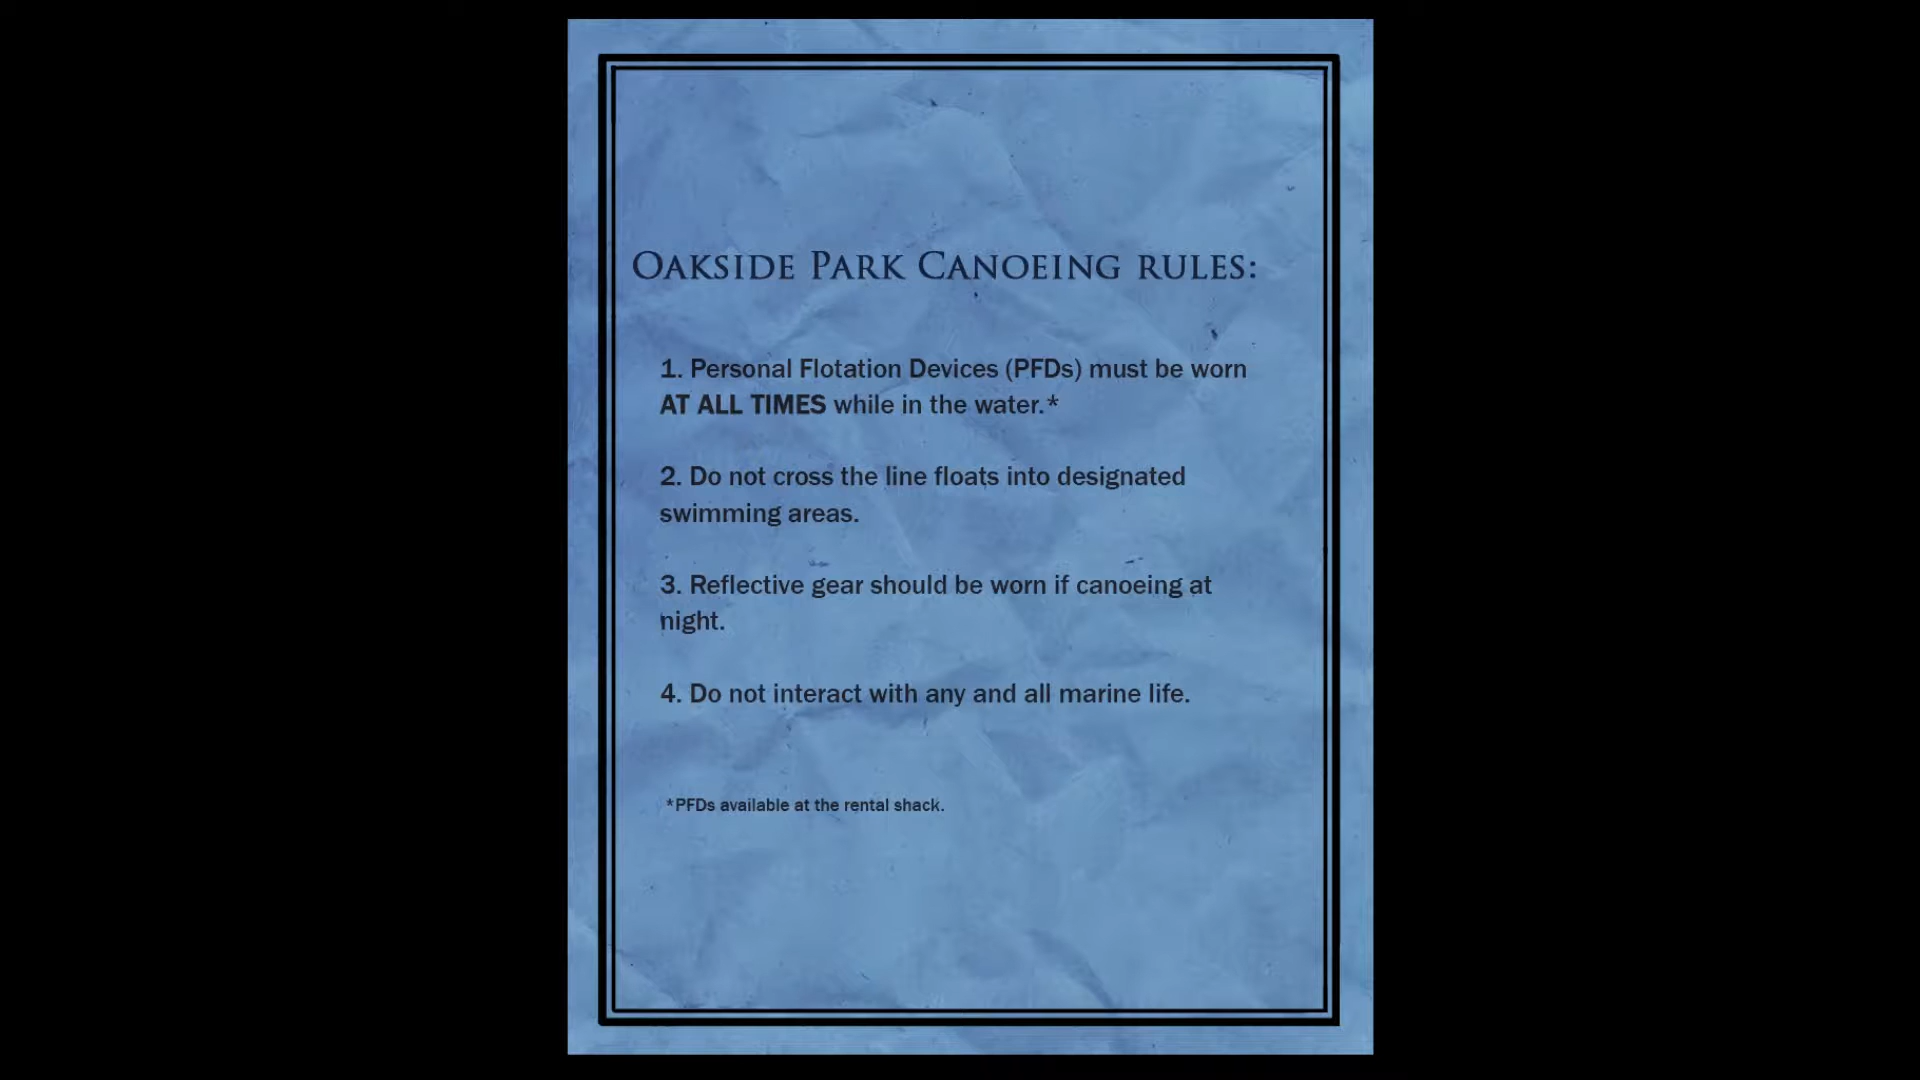 Oakside Park Canoeing rules:
1. Personal Flotation Devices (PFDs) must be worn
AT ALL TIMES while in the water.*
2. Do not cross the line floats into designated
swimming areas.
3. Reflective gear should be worn if canoeing at
night.
4. Do not interact with any and all marine life.
*PFDs available at the rental shack.